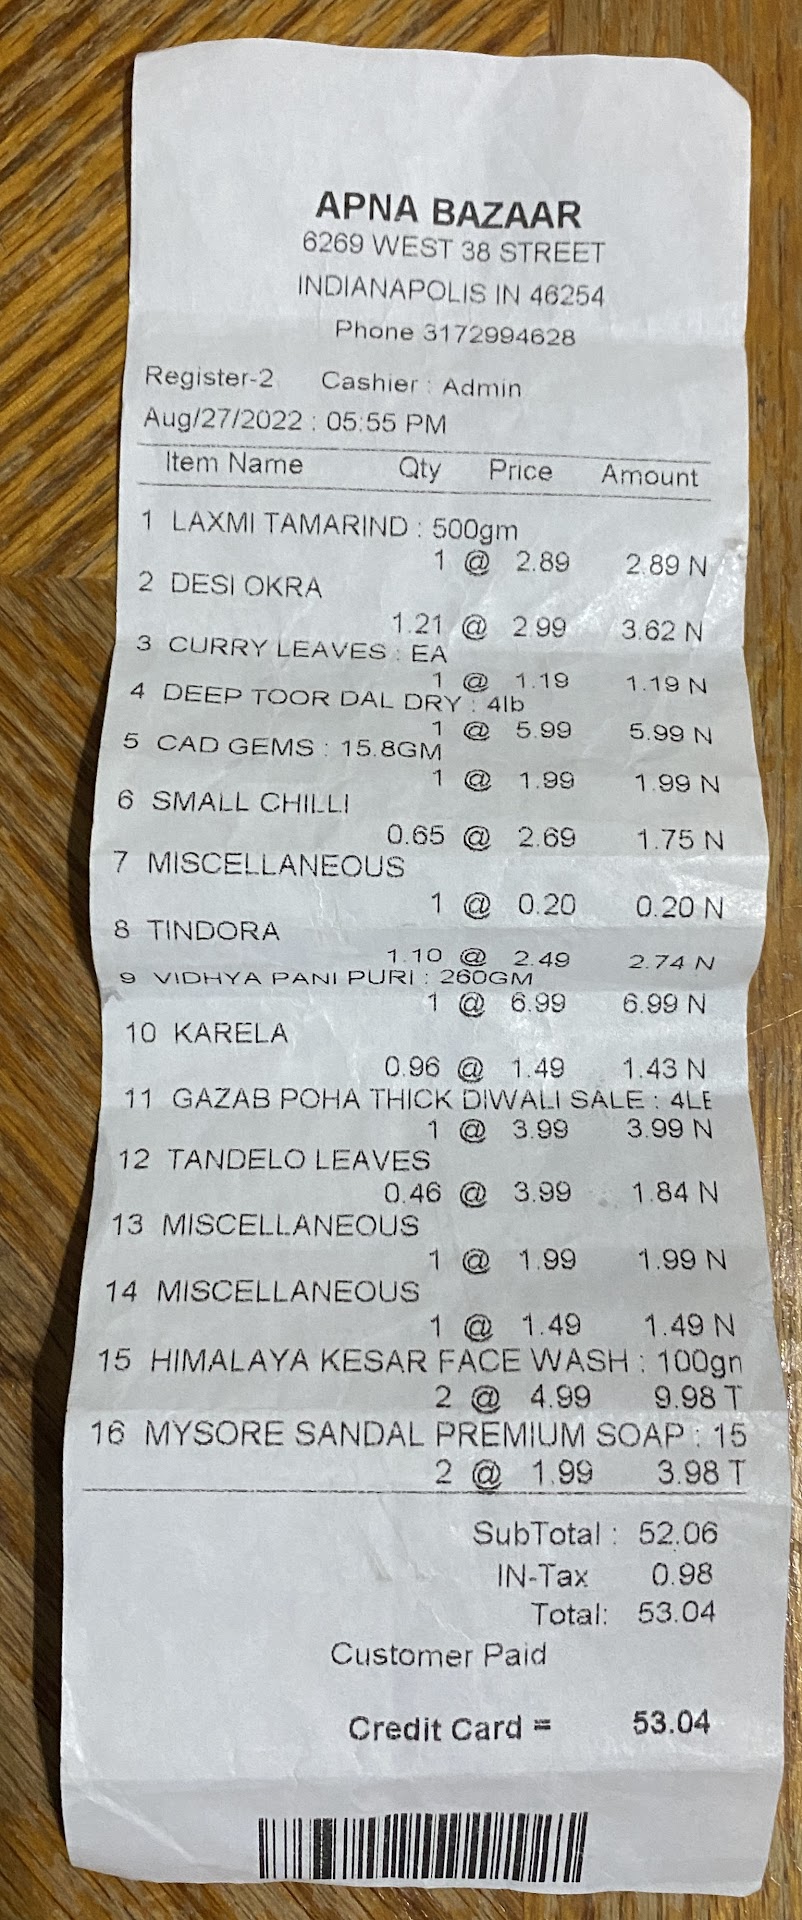 APNA BAZAAR
6269 WEST 38 STREET
INDIANAPOLIS IN 46254
Phone 3172994628
Register-2 Cashier : Admin
Aug/27/2022 : 05:55 PM
Item Name Qty Price Amount
1 LAXMI TAMARIND : 500gm
1 @ 2.89 2.89 N
2 DESI OKRA
1.21 @ 2.99 3.62 N
3 CURRY LEAVES : EA
1 @ 1.19 1.19 N
4 DEEP TOOR DAL DRY : 4lb
1 @ 5.99 5.99 N
5 CAD GEMS : 15.8GM
1 @ 1.99 1.99 N
6 SMALL CHILLI
0.65 @ 2.69 1.75 N
7 MISCELLANEOUS
1 @ 0.20 0.20 N
8 TINDORA
1.10 @ 2.49 2.74 N
9 VIDHYA PANI PURI : 260GM
1 @ 6.99 6.99 N
10 KARELA
0.96 @ 1.49 1.43 N
11 GAZAB POHA THICK DIWALI SALE : 4LE
1 @ 3.99 3.99 N
12 TANDELO LEAVES
0.46 @ 3.99 1.84 N
13 MISCELLANEOUS
1 @ 1.99 1.99 N
14 MISCELLANEOUS
1 @ 1.49 1.49 N
15 HIMALAYA KESAR FACE WASH : 100gn
2 @ 4.99 9.98 T
16 MYSORE SANDAL PREMIUM SOAP : 15
2 @ 1.99 3.98 T
SubTotal : 52.06
IN-Tax 0.98
Total: 53.04
Customer Paid
Credit Card = 53.04